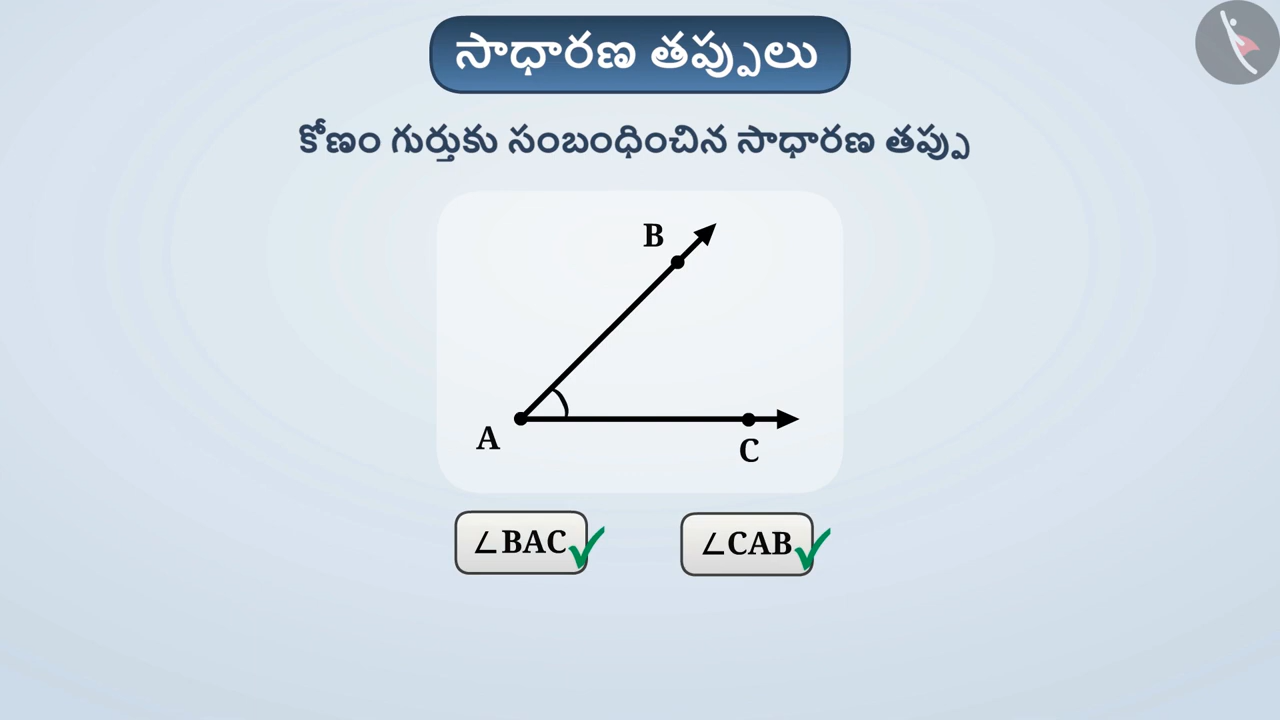 సాధారణ తప్పులు
కోణం గుర్తుకు సంబంధించిన సాధారణ తప్పు
B
A
C
∠BAC
∠CAB